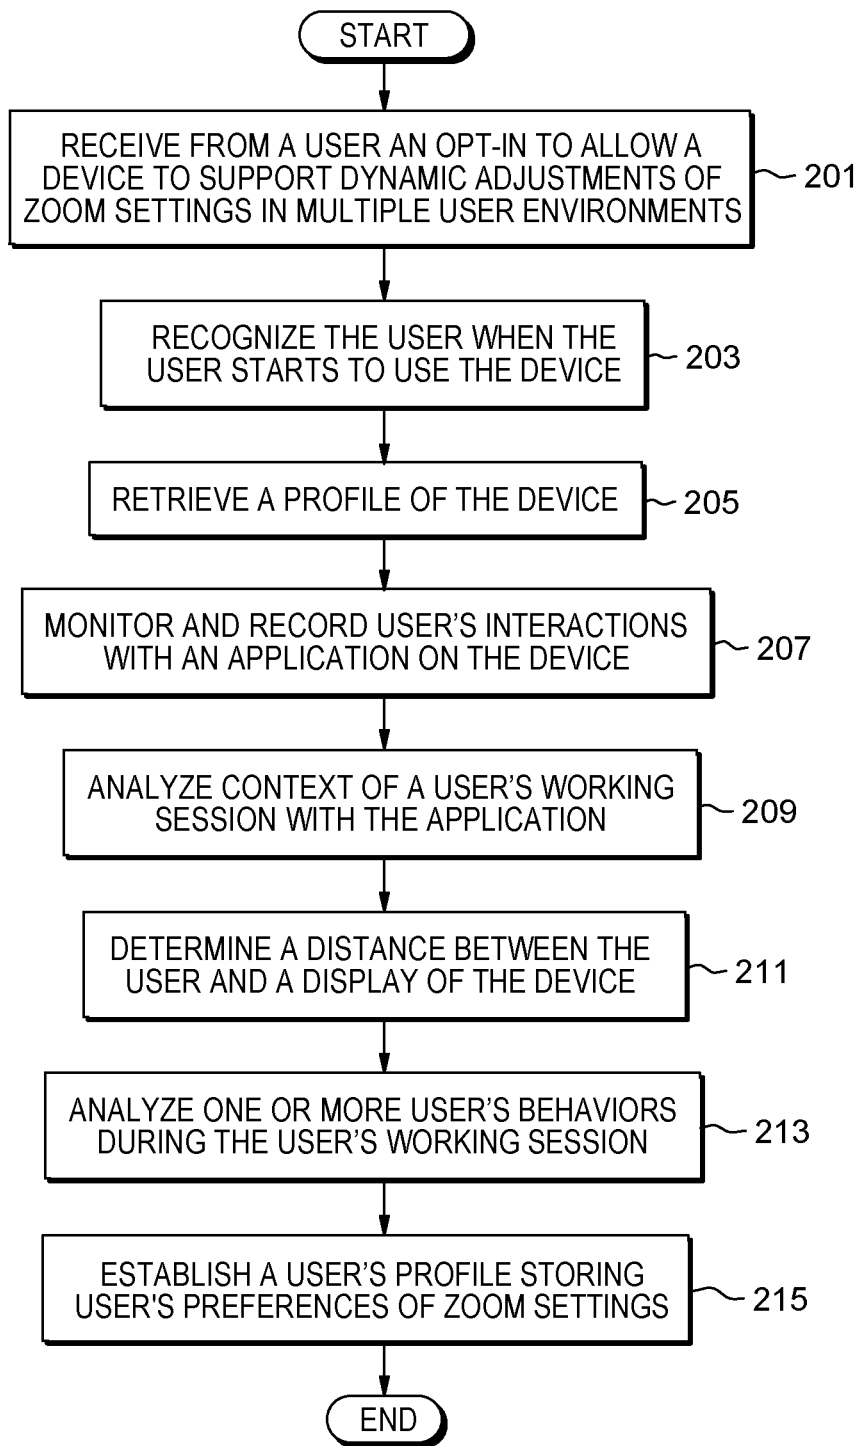 START
RECEIVE FROM A USER AN OPT-IN TO ALLOW A
DEVICE TO SUPPORT DYNAMIC ADJUSTMENTS OF
ZOOM SETTINGS IN MULTIPLE USER ENVIRONMENTS
201
RECOGNIZE THE USER WHEN THE
USER STARTS TO USE THE DEVICE
203
RETRIEVE A PROFILE OF THE DEVICE
205
MONITOR AND RECORD USER'S INTERACTIONS
WITH AN APPLICATION ON THE DEVICE
207
ANALYZE CONTEXT OF A USER'S WORKING
SESSION WITH THE APPLICATION
209
DETERMINE A DISTANCE BETWEEN THE
USER AND A DISPLAY OF THE DEVICE
211
ANALYZE ONE OR MORE USER'S BEHAVIORS
DURING THE USER'S WORKING SESSION
213
ESTABLISH A USER'S PROFILE STORING
USER'S PREFERENCES OF ZOOM SETTINGS
215
END